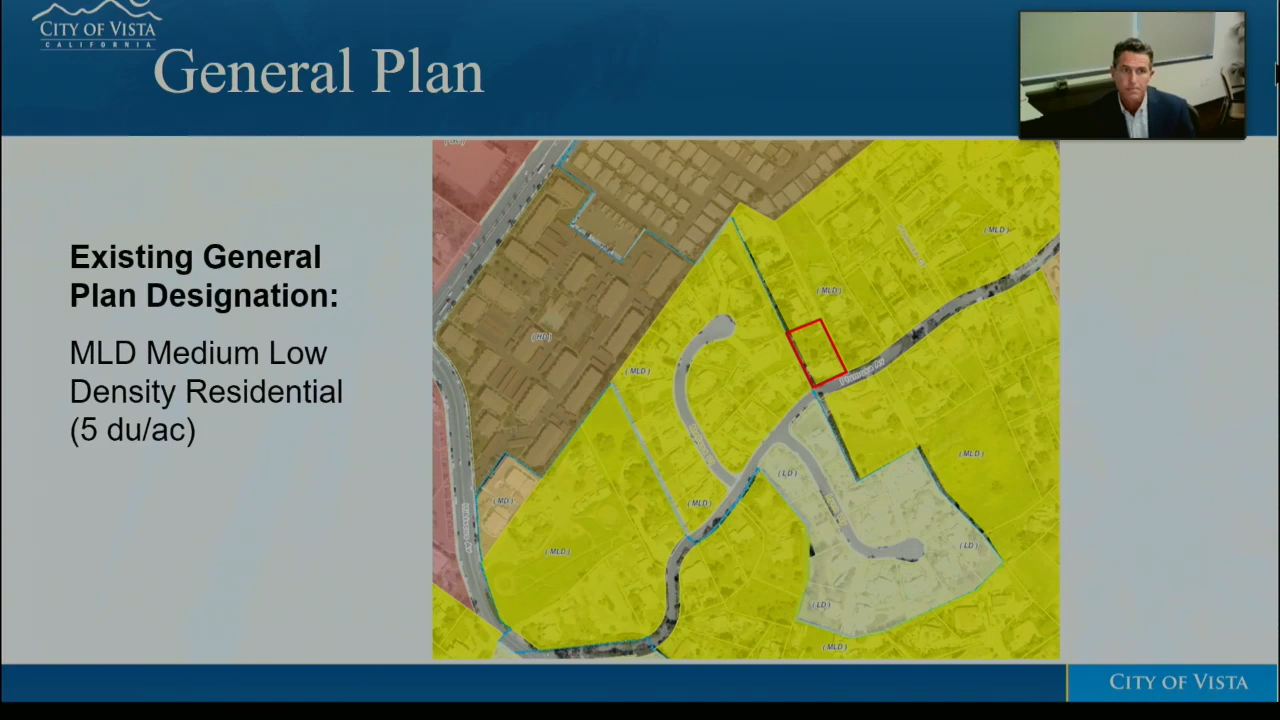 CITY OF VISTA
CALIFORNIA
General Plan
Existing General
Plan Designation:
MLD Medium Low
Density Residential
(5 du/ac)
( MLD )
( MLD )
( HD )
( MLD )
( MLD )
( LD )
( MD )
( MLD )
( MLD )
( LD )
( LD )
( MLD )
CITY OF VISTA